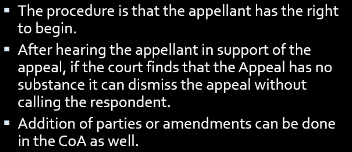 ▪ The procedure is that the appellant has the right
to begin.
▪ After hearing the appellant in support of the
appeal, if the court finds that the Appeal has no
substance it can dismiss the appeal without
calling the respondent.
▪ Addition of parties or amendments can be done
in the CoA as well.